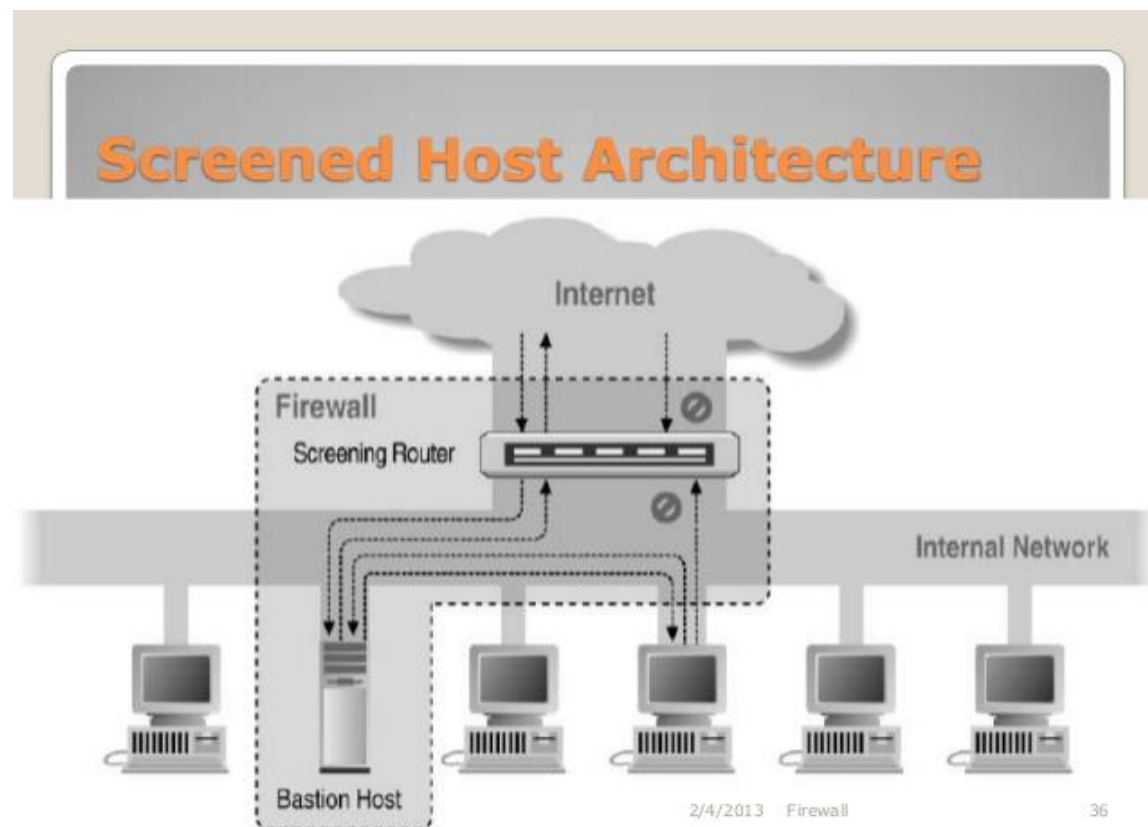 Screened Host Architecture
Internet
Firewall
Screening Router
Internal Network
Bastion Host
2/4/2013 Firewall 36